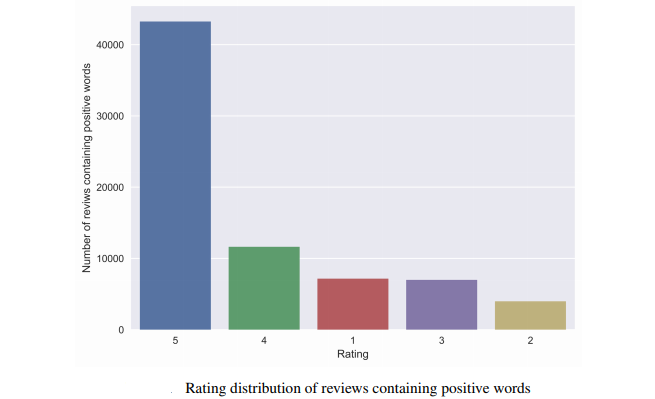 Number of reviws containing positive words
40000
30000
20000
10000
0
5 4 1 3 2
Rating
Rating distribution of reviews containing positive words